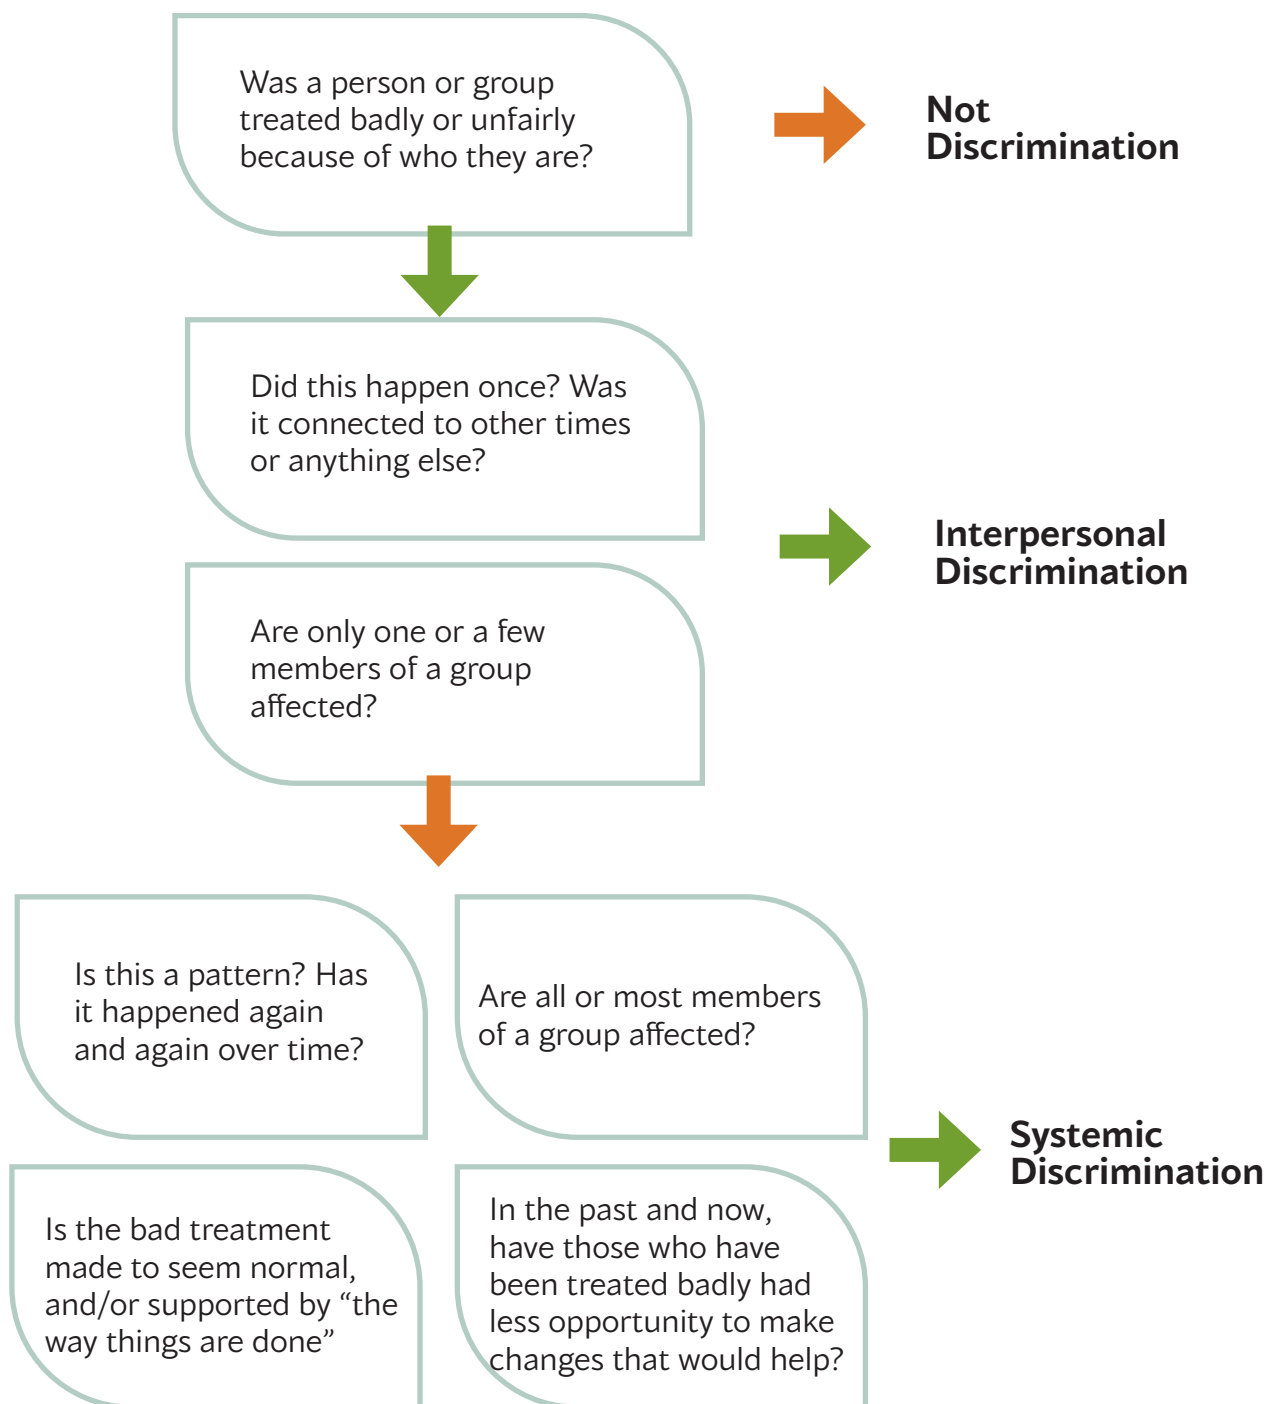 Was a person or group
treated badly or unfairly
because of who they are?
Not
Discrimination
Did this happen once? Was
it connected to other times
or anything else?
Interpersonal
Discrimination
Are only one or a few
members of a group
affected?
Is this a pattern? Has
it happened again
and again over time?
Are all or most members
of a group affected?
Systemic
Discrimination
Is the bad treatment
made to seem normal,
and/or supported by “the
way things are done”
In the past and now,
have those who have
been treated badly had
less opportunity to make
changes that would help?